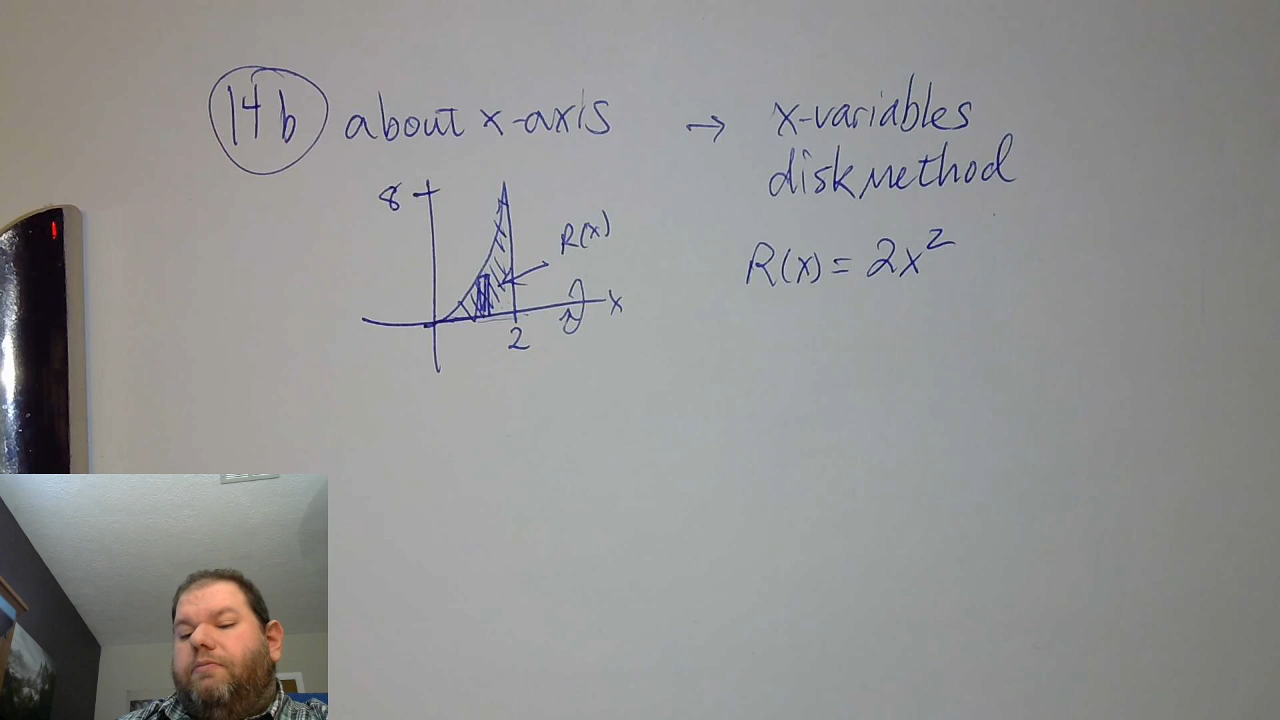 14b about x-axis → x-variables
disk method
8
R(x)
R(x) = 2x²
x
2